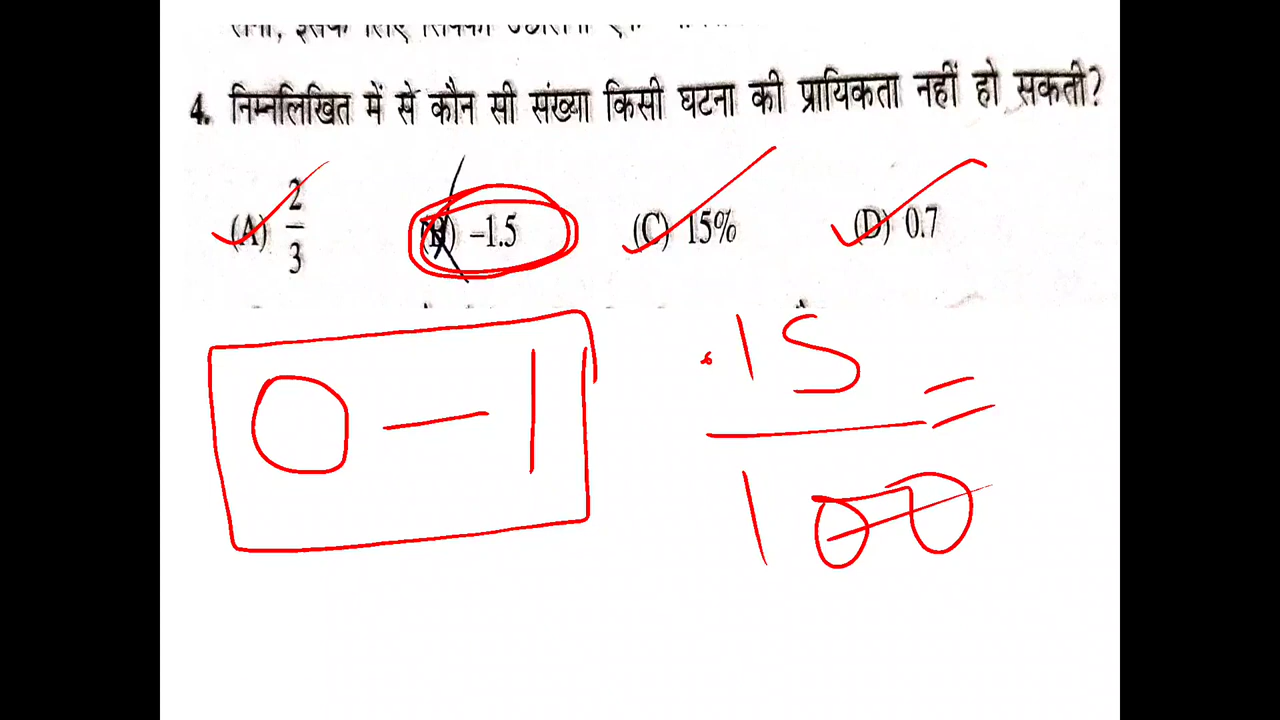 4. निम्नलिखित में से कौन सी संख्या किसी घटना की प्रायिकता नहीं हो सकती?
(A) 2/3 (B) –1.5 (C) 15% (D) 0.7
0 — 1
.15
100 =